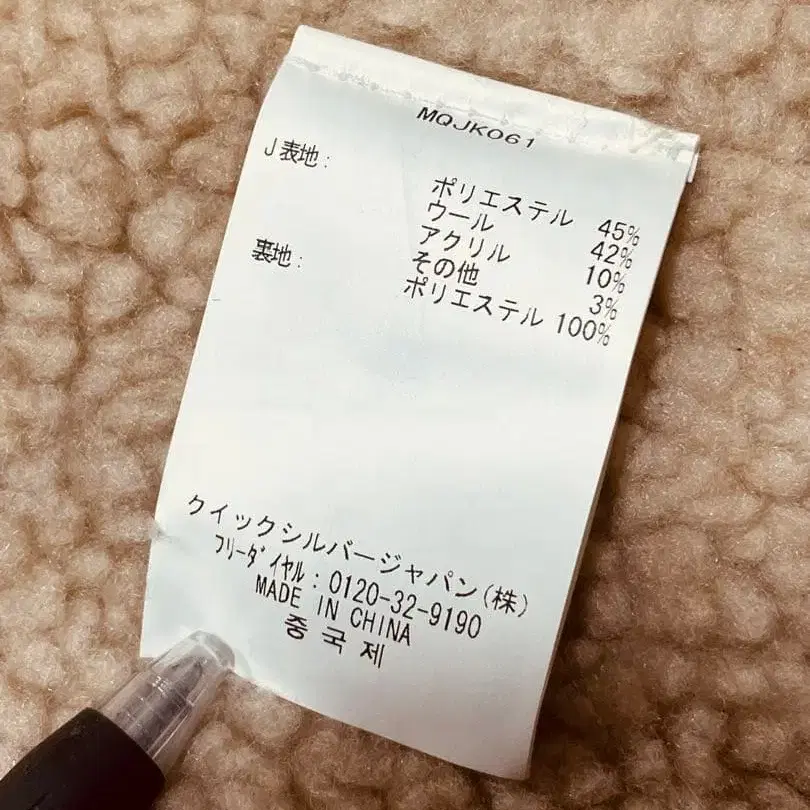 MQJK061
J表地: ポリエステル 45%
ウール 42%
アクリル 10%
その他 3%
裏地: ポリエステル 100%
クイックシルバージャパン(株)
フリーダイヤル: 0120-32-9190
MADE IN CHINA
중국제